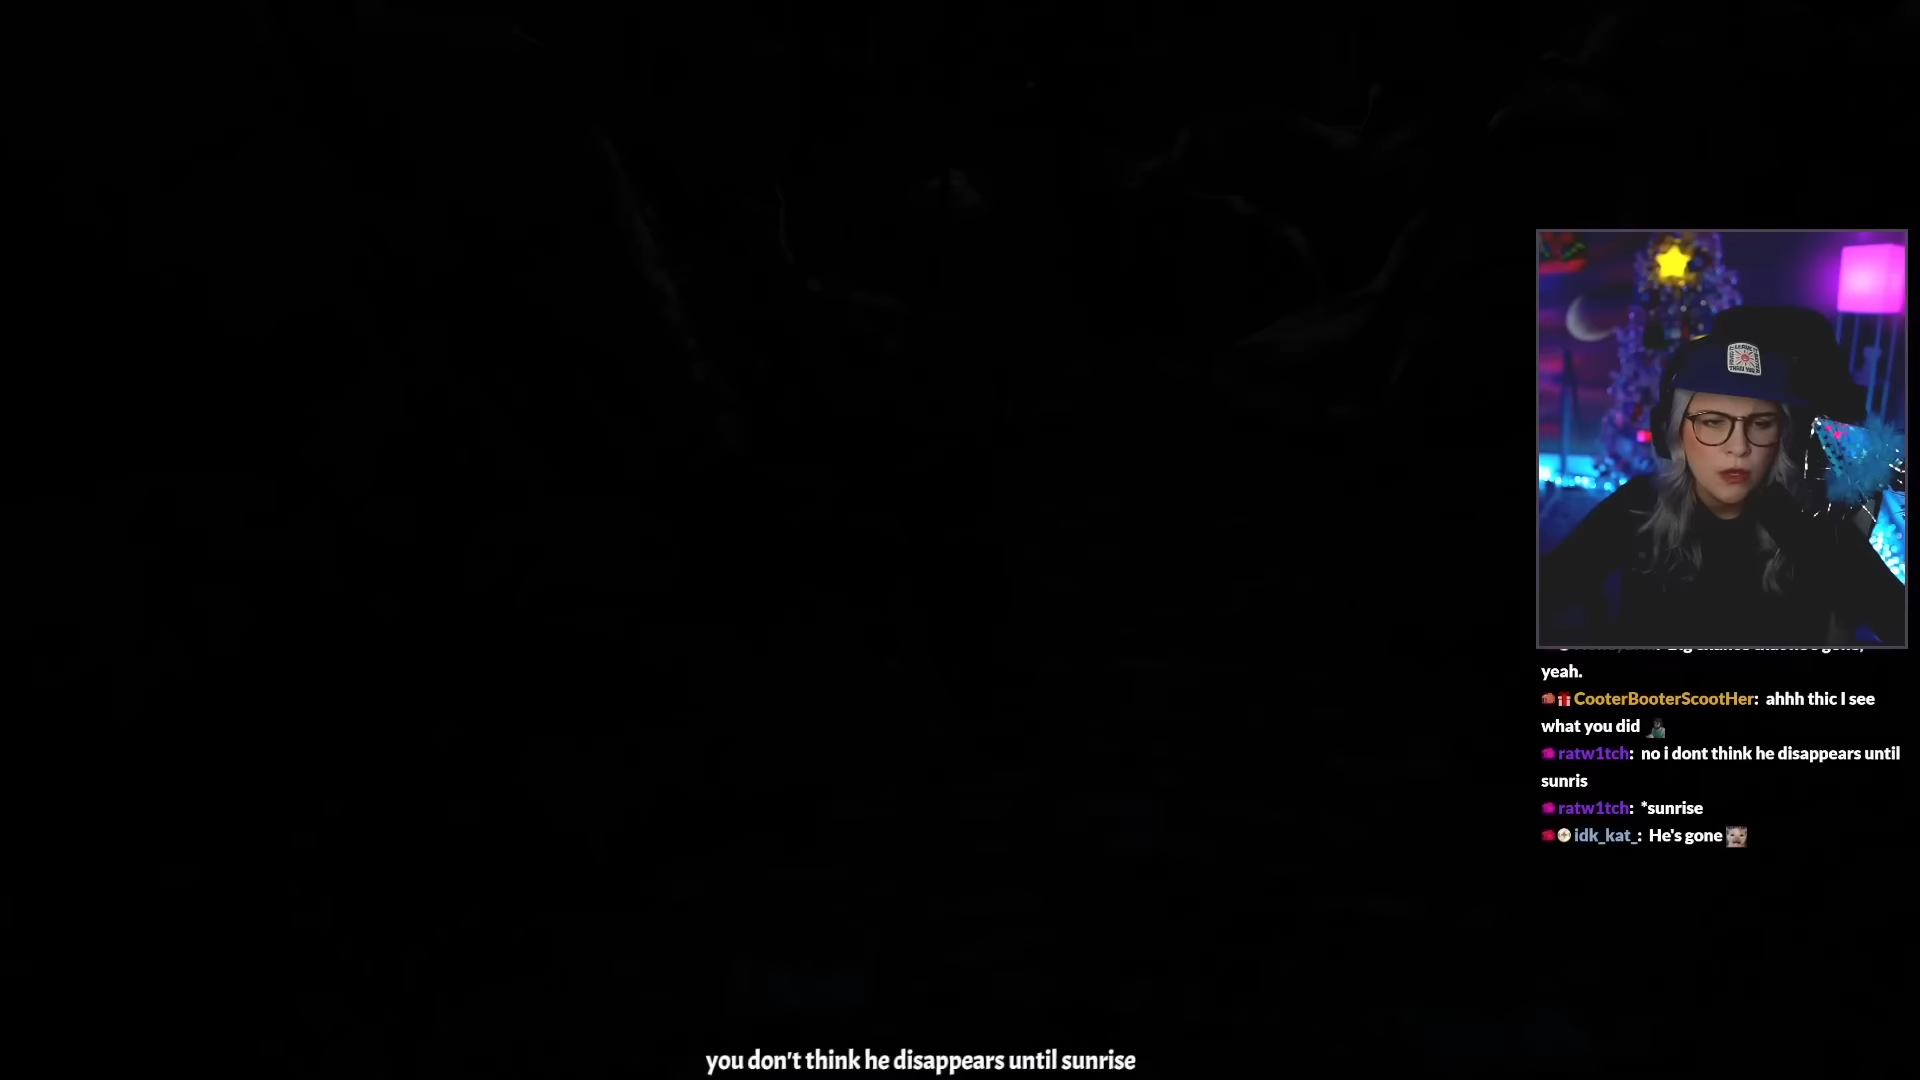 yeah.
CooterBooterScootHer: ahhh thic I see
what you did
ratw1tch: no i dont think he disappears until
sunris
ratw1tch: *sunrise
idk_kat_: He's gone
you don't think he disappears until sunrise